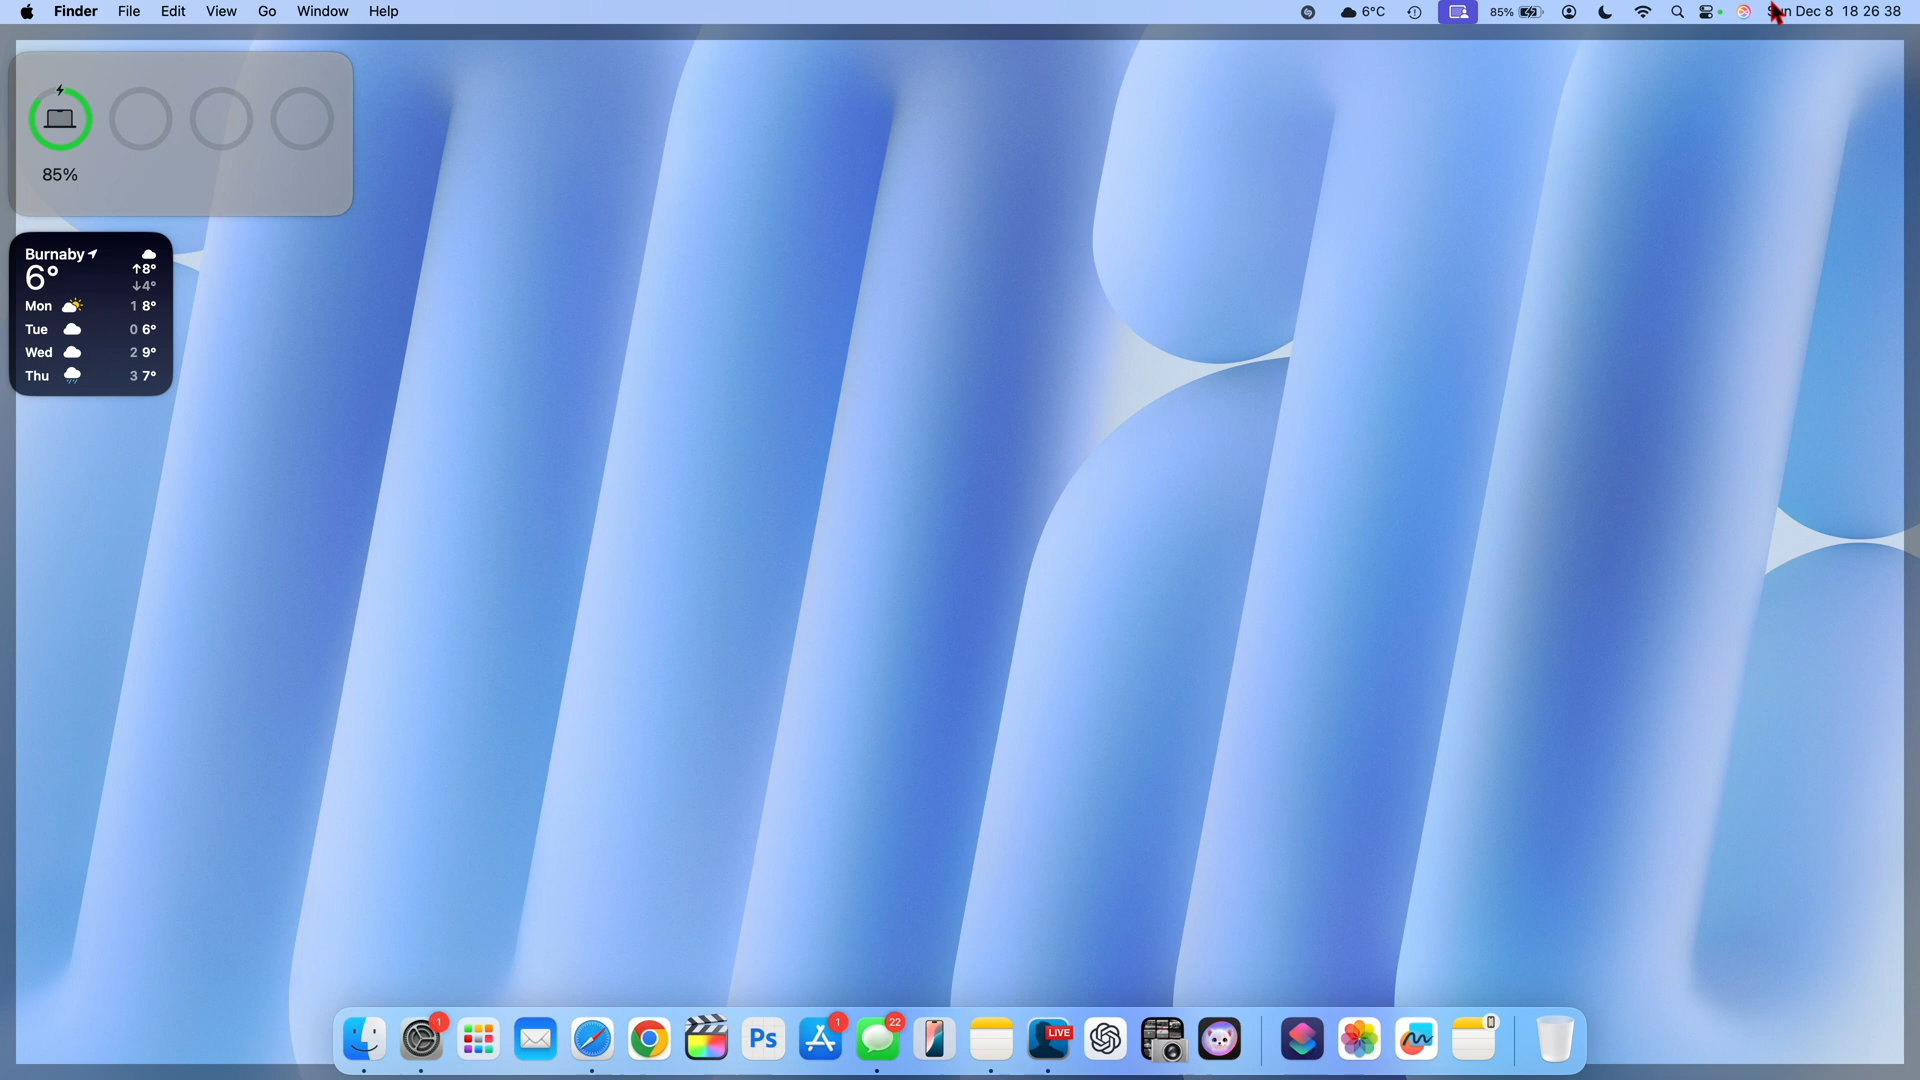 Finder File Edit View Go Window Help 6°C 85% Dec 8 18 26 38
85%
Burnaby
6°
↑8°
↓4°
Mon 1 8°
Tue 0 6°
Wed 2 9°
Thu 3 7°
1
1
22
Ps
LIVE